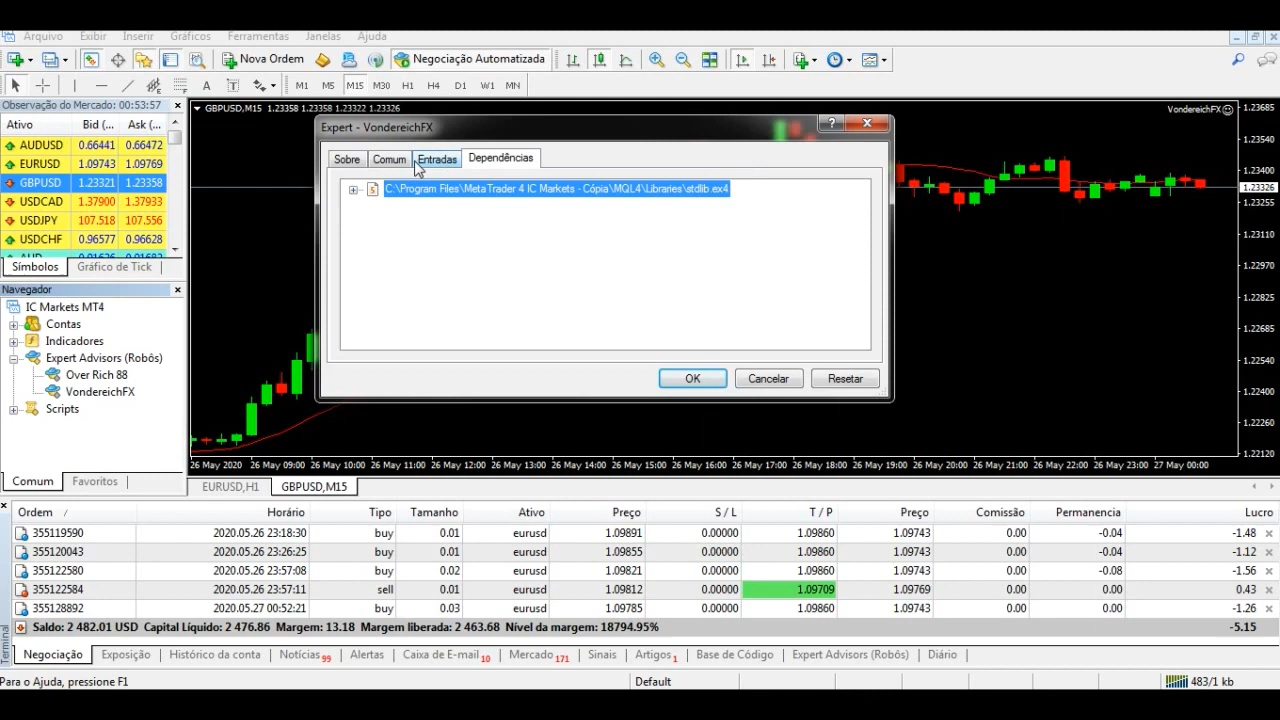 Arquivo Exibir Inserir Gráficos Ferramentas Janelas Ajuda
Nova Ordem Negociação Automatizada
A T M1 M5 M15 M30 H1 H4 D1 W1 MN
Observação do Mercado: 00:53:57
Ativo Bid (... Ask (...
AUDUSD 0.66441 0.66472
EURUSD 1.09743 1.09769
GBPUSD 1.23321 1.23358
USDCAD 1.37900 1.37933
USDJPY 107.518 107.556
USDCHF 0.96577 0.96628
Símbolos Gráfico de Tick
Navegador
IC Markets MT4
Contas
Indicadores
Expert Advisors (Robôs)
Over Rich 88
VondereichFX
Scripts
Comum Favoritos
GBPUSD,M15 1.23358 1.23358 1.23322 1.23326
VondereichFX
Expert - VondereichFX
Sobre Comum Entradas Dependências
C:\Program Files\MetaTrader 4 IC Markets - Cópia\MQL4\Libraries\stdlib.ex4
OK Cancelar Resetar
1.23685
1.23540
1.23400
1.23326
1.23255
1.23110
1.22970
1.22825
1.22685
1.22540
1.22400
1.22260
1.22120
26 May 2020 26 May 09:00 26 May 10:00 26 May 11:00 26 May 12:00 26 May 13:00 26 May 14:00 26 May 15:00 26 May 16:00 26 May 17:00 26 May 18:00 26 May 19:00 26 May 20:00 26 May 21:00 26 May 22:00 26 May 23:00 27 May 00:00
EURUSD,H1 GBPUSD,M15
Ordem / Horário Tipo Tamanho Ativo Preço S / L T / P Preço Comissão Permanencia Lucro
355119590 2020.05.26 23:18:30 buy 0.01 eurusd 1.09891 0.00000 1.09860 1.09743 0.00 -0.04 -1.48
355120043 2020.05.26 23:26:25 buy 0.01 eurusd 1.09855 0.00000 1.09860 1.09743 0.00 -0.04 -1.12
355122580 2020.05.26 23:57:08 buy 0.02 eurusd 1.09821 0.00000 1.09860 1.09743 0.00 -0.08 -1.56
355122584 2020.05.26 23:57:11 sell 0.01 eurusd 1.09812 0.00000 1.09709 1.09769 0.00 0.00 0.43
355128892 2020.05.27 00:52:21 buy 0.03 eurusd 1.09785 0.00000 1.09860 1.09743 0.00 0.00 -1.26
Saldo: 2 482.01 USD Capital Líquido: 2 476.86 Margem: 13.18 Margem liberada: 2 463.68 Nível da margem: 18794.95% -5.15
Terminal
Negociação Exposição Histórico da conta Notícias 99 Alertas Caixa de E-mail 10 Mercado 171 Sinais Artigos 1 Base de Código Expert Advisors (Robôs) Diário
Para o Ajuda, pressione F1 Default 483/1 kb